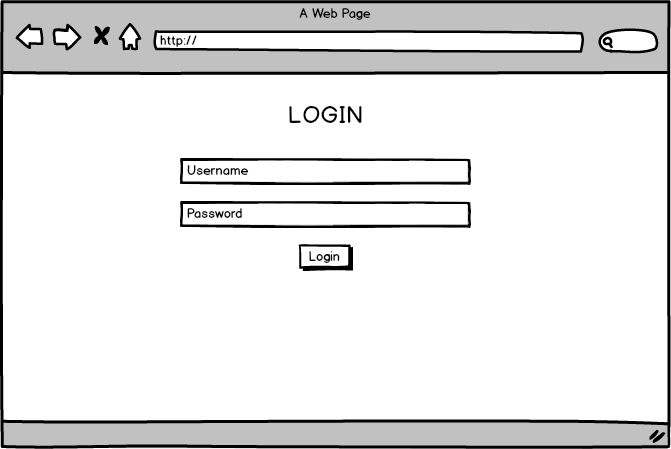 A Web Page
http://
LOGIN
Username
Password
Login